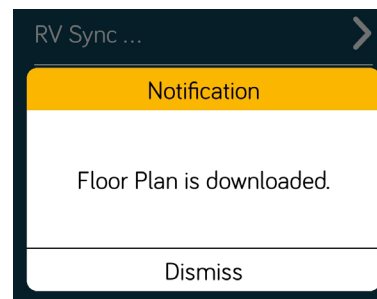 RV Sync ...
Notification
Floor Plan is downloaded.
Dismiss